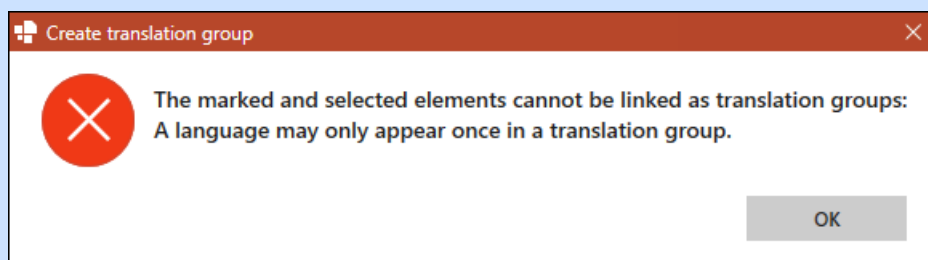 Create translation group
The marked and selected elements cannot be linked as translation groups:
A language may only appear once in a translation group.
OK